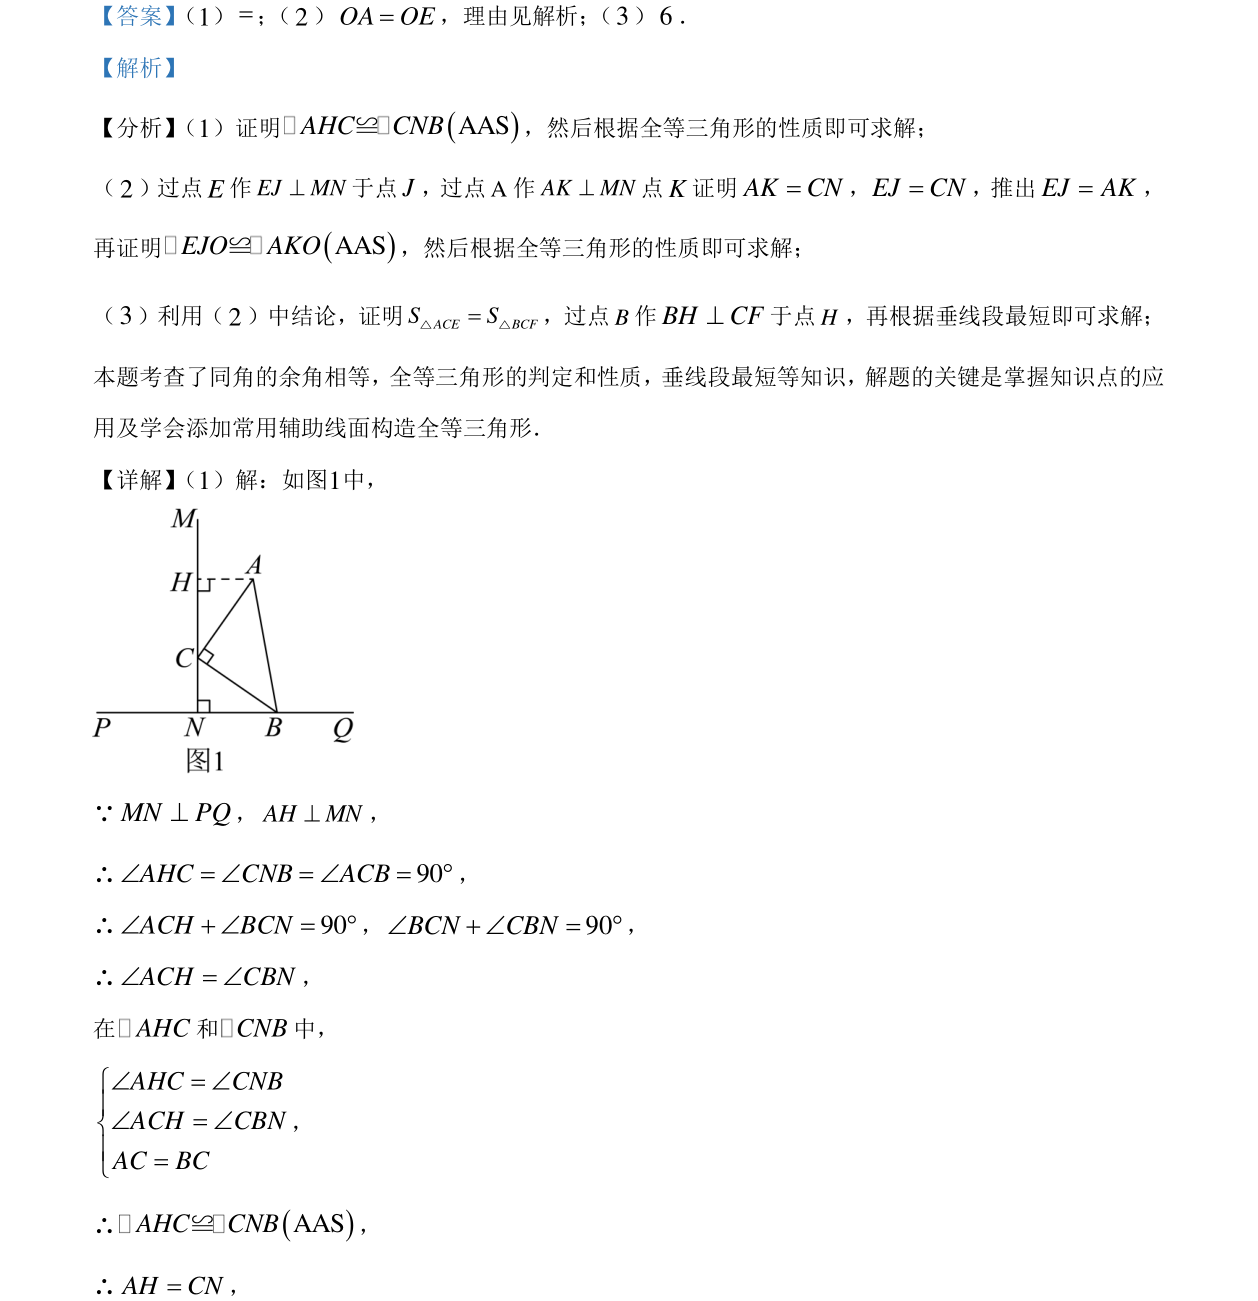 【答案】（1）=；（2）OA=OE，理由见解析；（3）6．
【解析】
【分析】（1）证明□AHC≌□CNB(AAS)，然后根据全等三角形的性质即可求解；
（2）过点E作EJ⊥MN于点J，过点A作AK⊥MN点K证明AK=CN，EJ=CN，推出EJ=AK，
再证明□EJO≌□AKO(AAS)，然后根据全等三角形的性质即可求解；
（3）利用（2）中结论，证明S△ACE=S△BCF，过点B作BH⊥CF于点H，再根据垂线段最短即可求解；
本题考查了同角的余角相等，全等三角形的判定和性质，垂线段最短等知识，解题的关键是掌握知识点的应
用及学会添加常用辅助线面构造全等三角形．
【详解】（1）解：如图1中，
M
A
H
C
P N B Q
图1
∵MN⊥PQ，AH⊥MN，
∴∠AHC=∠CNB=∠ACB=90°，
∴∠ACH+∠BCN=90°，∠BCN+∠CBN=90°，
∴∠ACH=∠CBN，
在□AHC和□CNB中，
∠AHC=∠CNB
∠ACH=∠CBN，
AC=BC
∴□AHC≌□CNB(AAS)，
∴AH=CN，